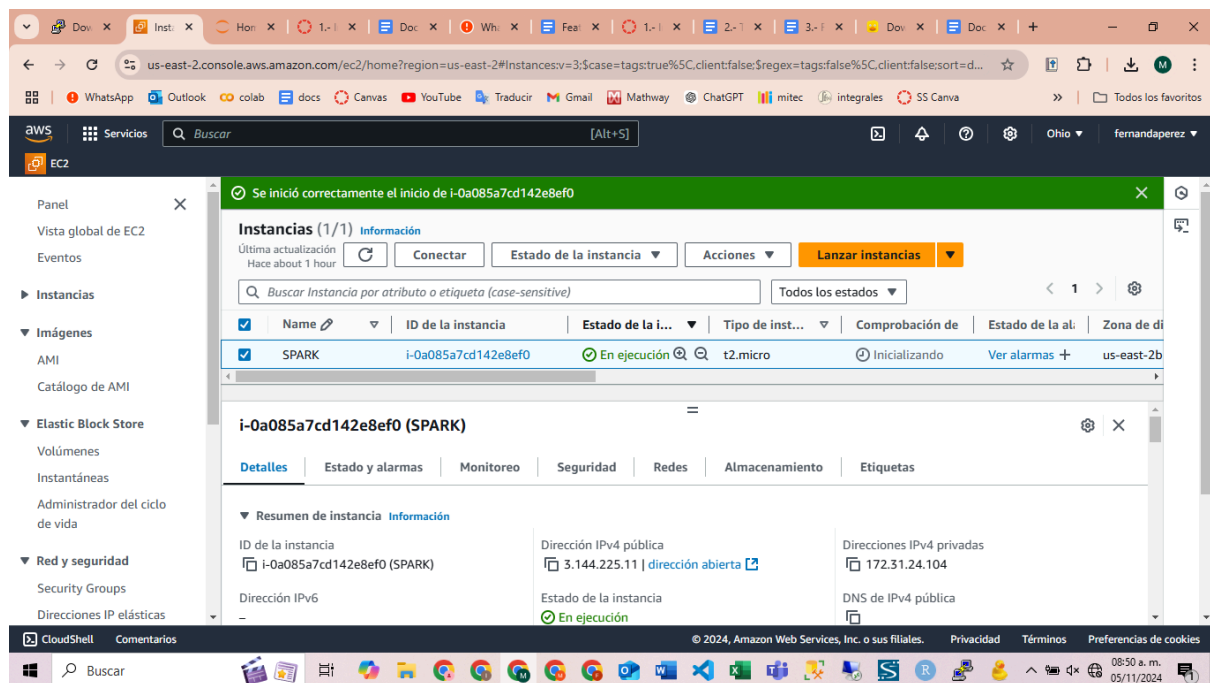 Dow
Inst
Hon
1.- I
Doc
Wh
Feat
1.- I
2.- 1
3.- F
Dov
Doc
us-east-2.console.aws.amazon.com/ec2/home?region=us-east-2#Instances:v=3;$case=tags:true%5C,client:false;$regex=tags:false%5C,client:false;sort=d...
M
WhatsApp
Outlook
colab
docs
Canvas
YouTube
Traducir
Gmail
Mathway
ChatGPT
mitec
integrales
SS Canva
»
Todos los favoritos
aws
Servicios
Buscar
[Alt+S]
Ohio
fernandaperez
EC2
Se inició correctamente el inicio de i-0a085a7cd142e8ef0
Panel
Vista global de EC2
Eventos
Instancias
Imágenes
AMI
Catálogo de AMI
Elastic Block Store
Volúmenes
Instantáneas
Administrador del ciclo
de vida
Red y seguridad
Security Groups
Direcciones IP elásticas
Instancias (1/1) Información
Última actualización
Hace about 1 hour
Conectar
Estado de la instancia
Acciones
Lanzar instancias
Buscar Instancia por atributo o etiqueta (case-sensitive)
Todos los estados
1
Name
ID de la instancia
Estado de la i...
Tipo de inst...
Comprobación de
Estado de la al
Zona de di
SPARK
i-0a085a7cd142e8ef0
En ejecución
t2.micro
Inicializando
Ver alarmas +
us-east-2b
i-0a085a7cd142e8ef0 (SPARK)
Detalles
Estado y alarmas
Monitoreo
Seguridad
Redes
Almacenamiento
Etiquetas
Resumen de instancia Información
ID de la instancia
i-0a085a7cd142e8ef0 (SPARK)
Dirección IPv4 pública
3.144.225.11 | dirección abierta
Direcciones IPv4 privadas
172.31.24.104
Dirección IPv6
–
Estado de la instancia
En ejecución
DNS de IPv4 pública
CloudShell
Comentarios
© 2024, Amazon Web Services, Inc. o sus filiales.
Privacidad
Términos
Preferencias de cookies
Buscar
08:50 a. m.
05/11/2024